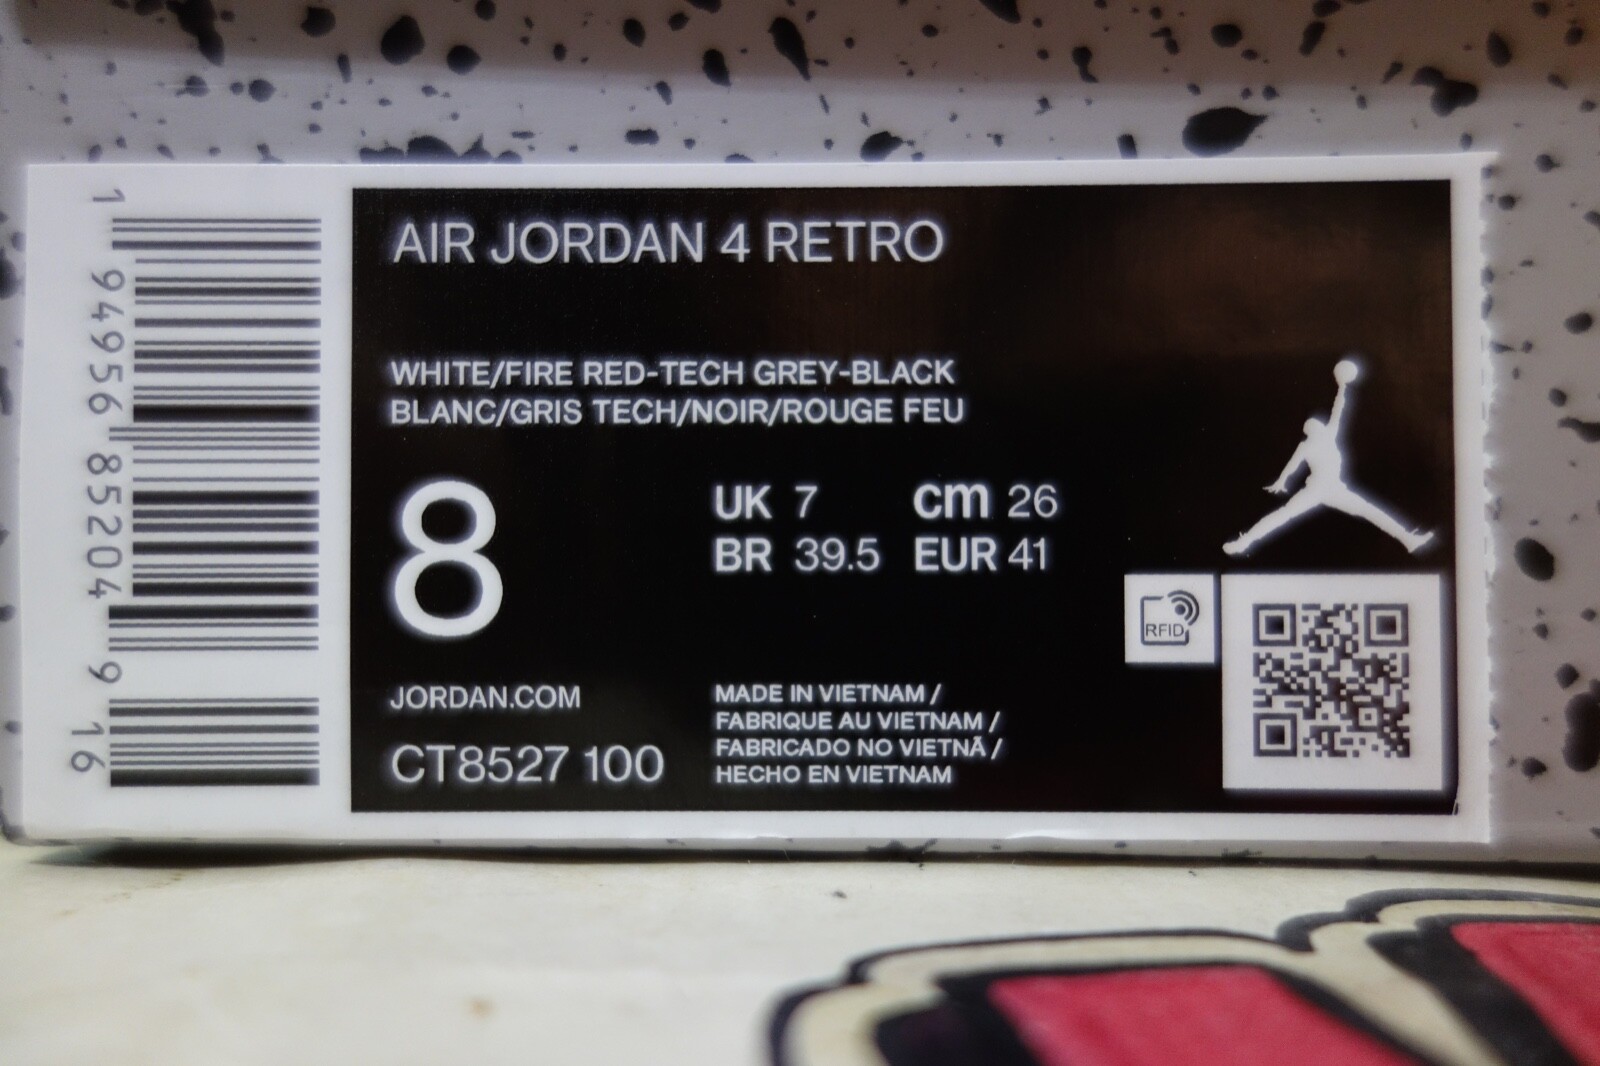 1 94956 85204 9 16
AIR JORDAN 4 RETRO
WHITE/FIRE RED-TECH GREY-BLACK
BLANC/GRIS TECH/NOIR/ROUGE FEU
8
UK 7 cm 26
BR 39.5 EUR 41
RFID
JORDAN.COM
CT8527 100
MADE IN VIETNAM /
FABRIQUE AU VIETNAM /
FABRICADO NO VIETNÃ /
HECHO EN VIETNAM